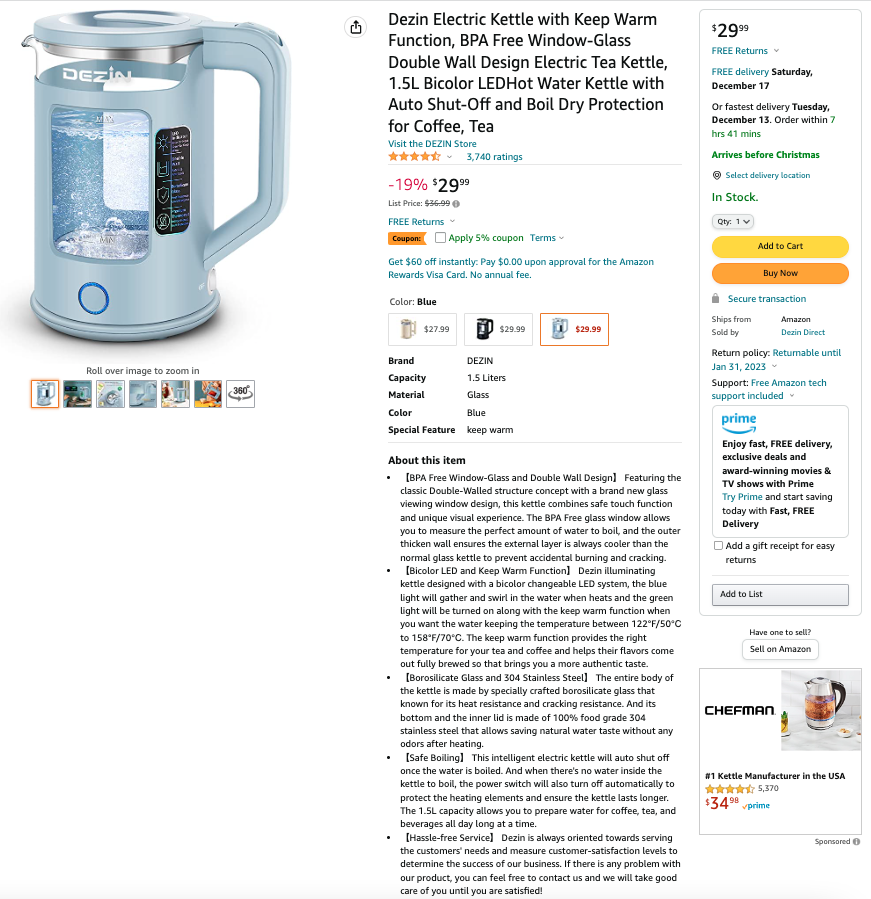 DEZIN
MAX
MIN
Roll over image to zoom in
360°
Dezin Electric Kettle with Keep Warm
Function, BPA Free Window-Glass
Double Wall Design Electric Tea Kettle,
1.5L Bicolor LEDHot Water Kettle with
Auto Shut-Off and Boil Dry Protection
for Coffee, Tea
Visit the DEZIN Store
3,740 ratings
-19% $29⁹⁹
List Price: $36.99
FREE Returns
Coupon: Apply 5% coupon Terms
Get $60 off instantly: Pay $0.00 upon approval for the Amazon
Rewards Visa Card. No annual fee.
Color: Blue
$27.99 $29.99 $29.99
Brand DEZIN
Capacity 1.5 Liters
Material Glass
Color Blue
Special Feature keep warm
About this item
• 【BPA Free Window-Glass and Double Wall Design】 Featuring the
classic Double-Walled structure concept with a brand new glass
viewing window design, this kettle combines safe touch function
and unique visual experience. The BPA Free glass window allows
you to measure the perfect amount of water to boil, and the outer
thicken wall ensures the external layer is always cooler than the
normal glass kettle to prevent accidental burning and cracking.
• 【Bicolor LED and Keep Warm Function】 Dezin illuminating
kettle designed with a bicolor changeable LED system, the blue
light will gather and swirl in the water when heats and the green
light will be turned on along with the keep warm function when
you want the water keeping the temperature between 122°F/50°C
to 158°F/70°C. The keep warm function provides the right
temperature for your tea and coffee and helps their flavors come
out fully brewed so that brings you a more authentic taste.
• 【Borosilicate Glass and 304 Stainless Steel】 The entire body of
the kettle is made by specially crafted borosilicate glass that
known for its heat resistance and cracking resistance. And its
bottom and the inner lid is made of 100% food grade 304
stainless steel that allows saving natural water taste without any
odors after heating.
• 【Safe Boiling】 This intelligent electric kettle will auto shut off
once the water is boiled. And when there's no water inside the
kettle to boil, the power switch will also turn off automatically to
protect the heating elements and ensure the kettle lasts longer.
The 1.5L capacity allows you to prepare water for coffee, tea, and
beverages all day long at a time.
• 【Hassle-free Service】 Dezin is always oriented towards serving
the customers' needs and measure customer-satisfaction levels to
determine the success of our business. If there is any problem with
our product, you can feel free to contact us and we will take good
care of you until you are satisfied!
$29⁹⁹
FREE Returns
FREE delivery Saturday,
December 17
Or fastest delivery Tuesday,
December 13. Order within 7
hrs 41 mins
Arrives before Christmas
Select delivery location
In Stock.
Qty: 1
Add to Cart
Buy Now
Secure transaction
Ships from Amazon
Sold by Dezin Direct
Return policy: Returnable until
Jan 31, 2023
Support: Free Amazon tech
support included
prime
Enjoy fast, FREE delivery,
exclusive deals and
award-winning movies &
TV shows with Prime
Try Prime and start saving
today with Fast, FREE
Delivery
Add a gift receipt for easy
returns
Add to List
Have one to sell?
Sell on Amazon
CHEFMAN.
#1 Kettle Manufacturer in the USA
5,370
$34⁹⁸ prime
Sponsored